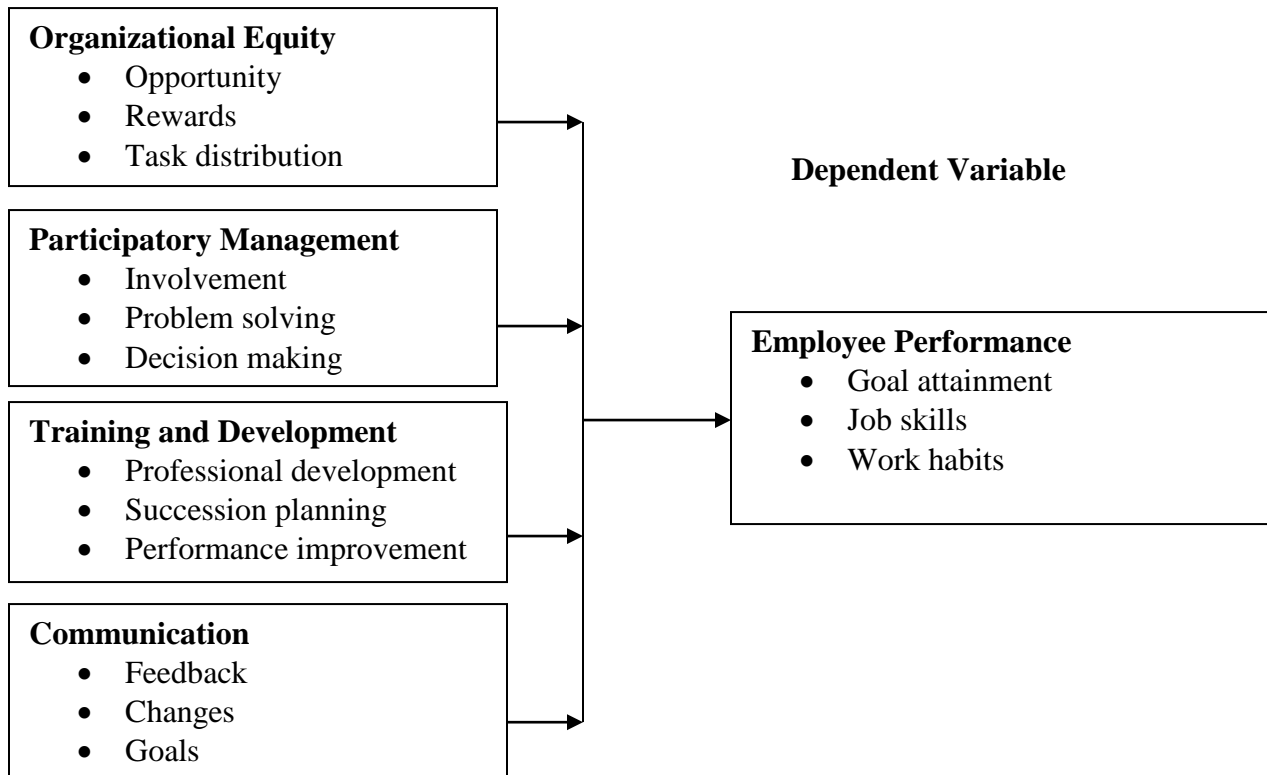 Organizational Equity
• Opportunity
• Rewards
• Task distribution
Participatory Management
• Involvement
• Problem solving
• Decision making
Training and Development
• Professional development
• Succession planning
• Performance improvement
Communication
• Feedback
• Changes
• Goals
Dependent Variable
Employee Performance
• Goal attainment
• Job skills
• Work habits